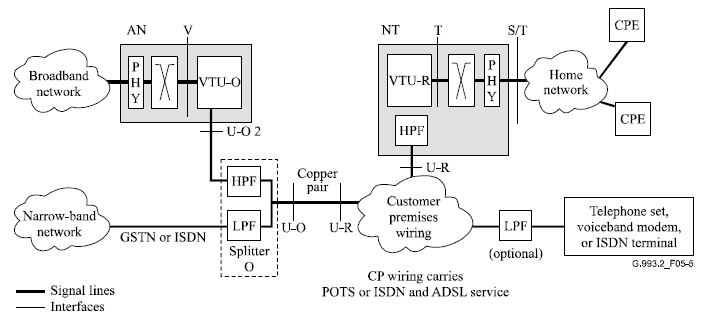 AN
V
NT
T
S/T
CPE
Broadband
network
P
H
Y
VTU-O
VTU-R
P
H
Y
Home
network
CPE
U-O 2
HPF
U-R
HPF
Copper
pair
Narrow-band
network
GSTN or ISDN
LPF
U-O
U-R
Customer
premises
wiring
LPF
(optional)
Telephone set,
voiceband modem,
or ISDN terminal
Splitter
O
G.993.2_F05-5
CP wiring carries
POTS or ISDN and ADSL service
Signal lines
Interfaces